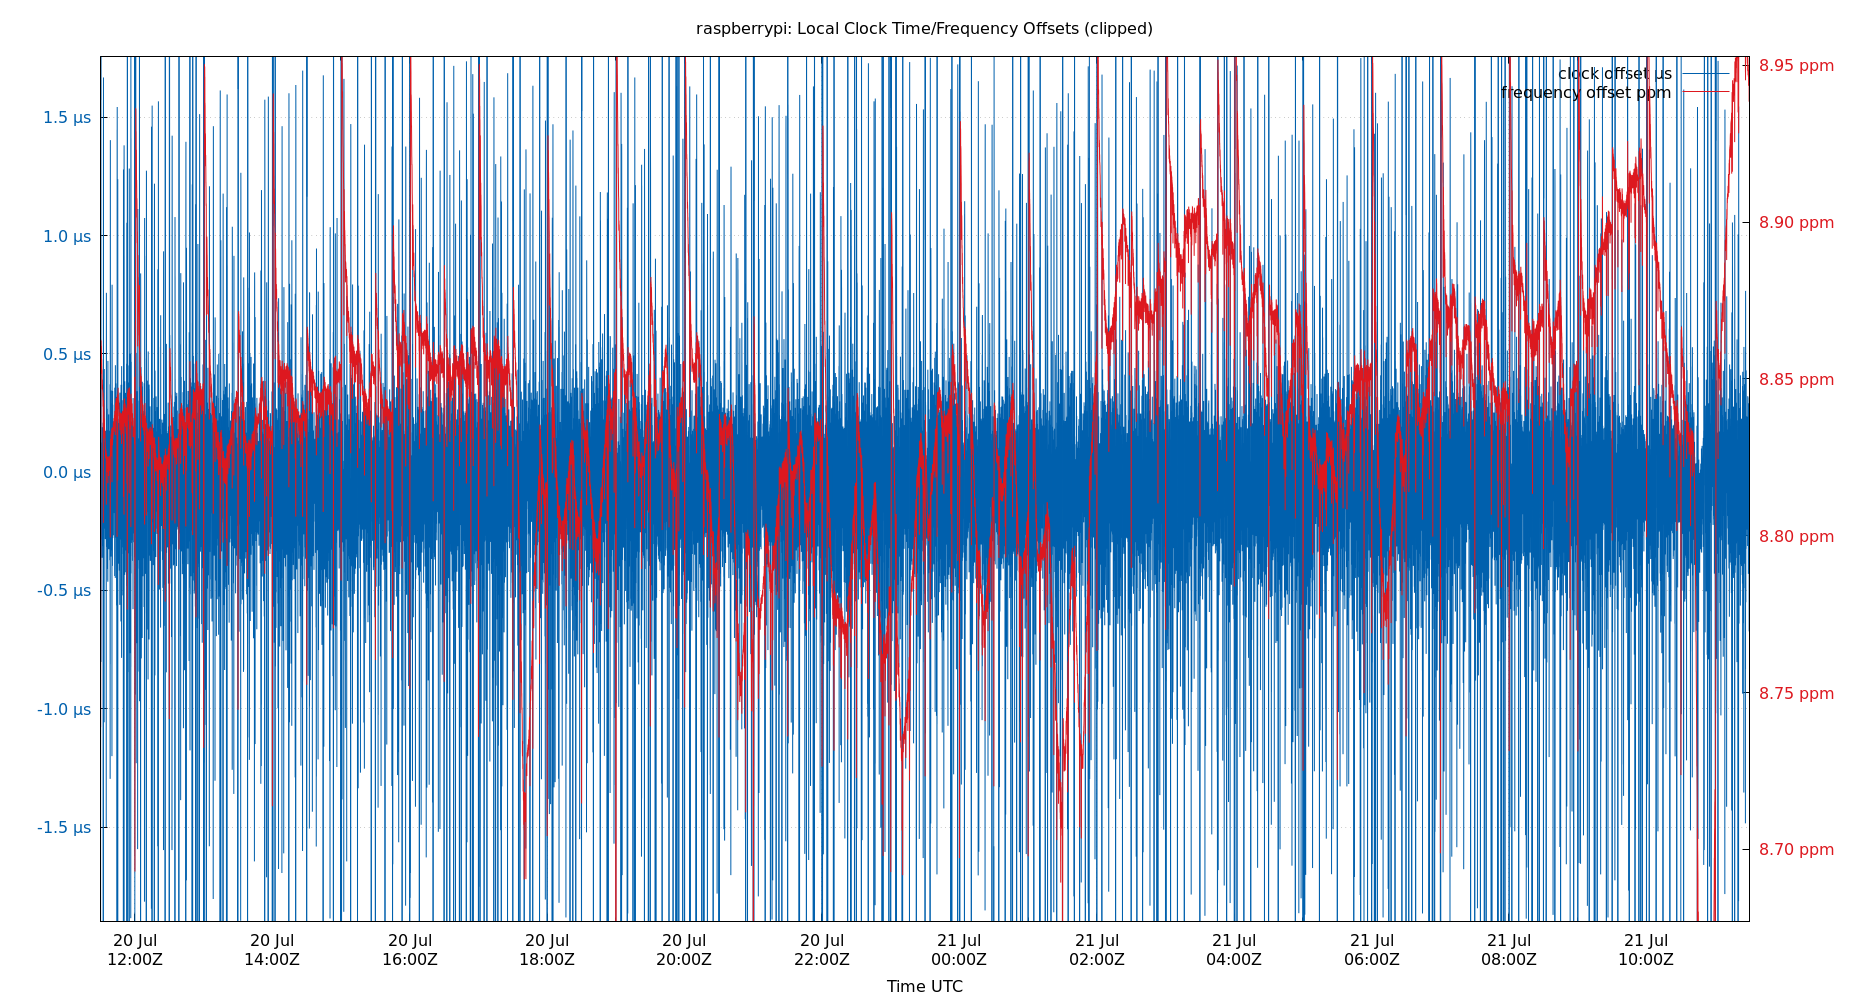 raspberrypi: Local Clock Time/Frequency Offsets (clipped)
clock offset µs
frequency offset ppm
1.5 µs
1.0 µs
0.5 µs
0.0 µs
-0.5 µs
-1.0 µs
-1.5 µs
8.95 ppm
8.90 ppm
8.85 ppm
8.80 ppm
8.75 ppm
8.70 ppm
20 Jul 20 Jul 20 Jul 20 Jul 20 Jul 20 Jul 21 Jul 21 Jul 21 Jul 21 Jul 21 Jul 21 Jul
12:00Z 14:00Z 16:00Z 18:00Z 20:00Z 22:00Z 00:00Z 02:00Z 04:00Z 06:00Z 08:00Z 10:00Z
Time UTC